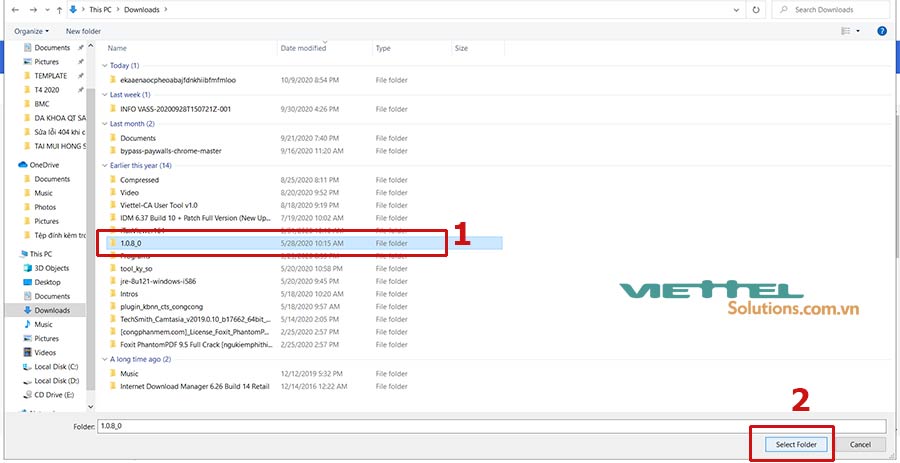 This PC > Downloads >
Search Downloads
Organize
New folder
Name
Date modified
Type
Size
Documents
Pictures
TEMPLATE
T4 2020
BMC
DA KHOA QT SA
Sửa lỗi 404 khi c
TAI MUI HONG S
OneDrive
Documents
Music
Photos
Pictures
Tệp đính kèm tro
This PC
3D Objects
Desktop
Documents
Downloads
Music
Pictures
Videos
Local Disk (C:)
Local Disk (D:)
CD Drive (E:)
Today (1)
ekaaenaocpheoabajfdnkhiibfmfmloo 10/9/2020 8:54 PM File folder
Last week (1)
INFO VASS-20200928T150721Z-001 9/30/2020 4:26 PM File folder
Last month (2)
Documents 9/21/2020 7:40 PM File folder
bypass-paywalls-chrome-master 9/16/2020 11:20 AM File folder
Earlier this year (14)
Compressed 8/25/2020 8:11 PM File folder
Video 8/20/2020 9:52 PM File folder
Viettel-CA User Tool v1.0 8/18/2020 9:19 PM File folder
IDM 6.37 Build 10 + Patch Full Version (New Up... 7/19/2020 10:02 AM File folder
1.0.8_0 5/28/2020 10:15 AM File folder
1
tool_ky_so 5/20/2020 10:58 PM File folder
jre-8u121-windows-i586 5/20/2020 9:45 PM File folder
Intros 5/18/2020 10:20 AM File folder
plugin_kbnn_cts_congcong 5/18/2020 9:57 AM File folder
TechSmith_Camtasia_v2019.0.10_b17662_64bit_... 5/14/2020 2:05 PM File folder
[congphanmem.com]_License_Foxit_PhantomP... 2/25/2020 2:57 PM File folder
Foxit PhantomPDF 9.5 Full Crack [ngukiemphithi... 2/25/2020 2:57 PM File folder
A long time ago (2)
Music 12/12/2019 5:32 PM File folder
Internet Download Manager 6.26 Build 14 Retail 12/14/2016 12:22 AM File folder
VIETTEL
Solutions.com.vn
2
Folder: 1.0.8_0
Select Folder
Cancel